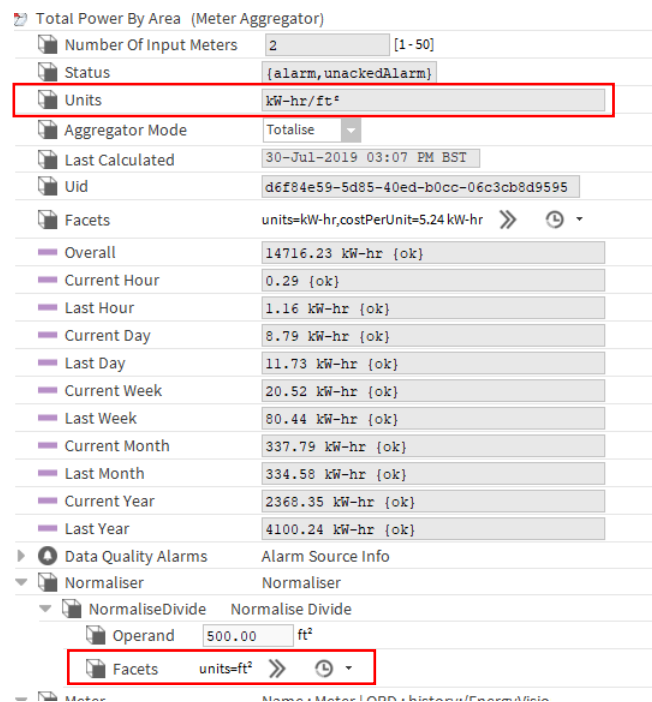 Total Power By Area (Meter Aggregator)
Number Of Input Meters 2 [1-50]
Status {alarm,unackedAlarm}
Units kW-hr/ft²
Aggregator Mode Totalise
Last Calculated 30-Jul-2019 03:07 PM BST
Uid d6f84e59-5d85-40ed-b0cc-06c3cb8d9595
Facets units=kW-hr,costPerUnit=5.24 kW-hr
Overall 14716.23 kW-hr {ok}
Current Hour 0.29 {ok}
Last Hour 1.16 kW-hr {ok}
Current Day 8.79 kW-hr {ok}
Last Day 11.73 kW-hr {ok}
Current Week 20.52 kW-hr {ok}
Last Week 80.44 kW-hr {ok}
Current Month 337.79 kW-hr {ok}
Last Month 334.58 kW-hr {ok}
Current Year 2368.35 kW-hr {ok}
Last Year 4100.24 kW-hr {ok}
Data Quality Alarms Alarm Source Info
Normaliser Normaliser
NormaliseDivide Normalise Divide
Operand 500.00 ft²
Facets units=ft²
Meter Name : Meter | ORD : history:/EnergyVisio